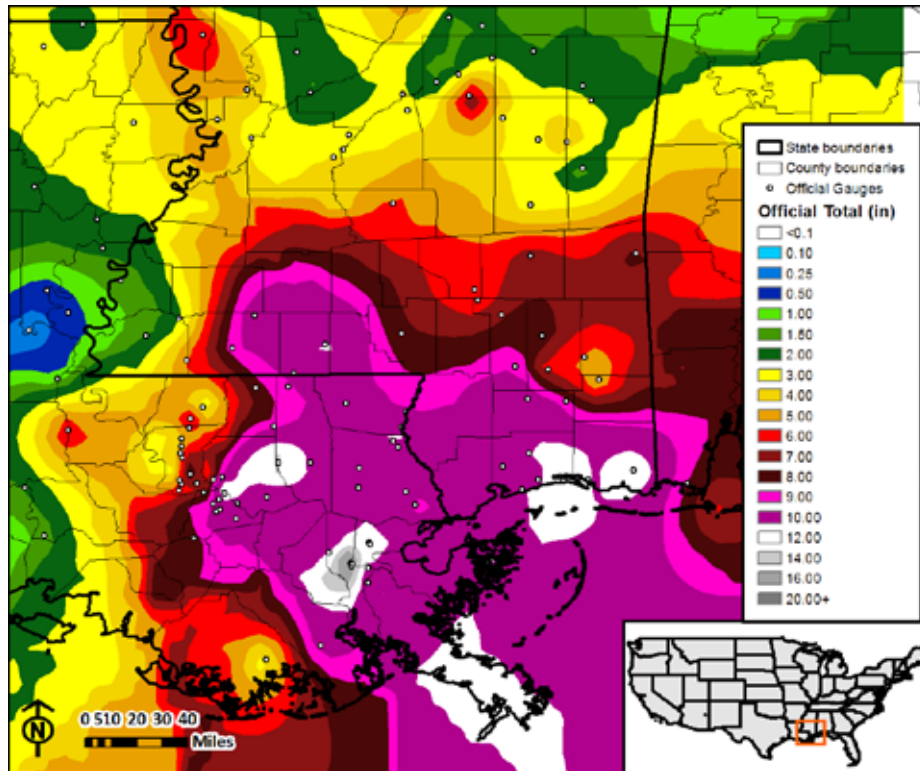 State boundaries
County boundaries
Official Gauges
Official Total (in)
<0.1
0.10
0.25
0.50
1.00
1.50
2.00
3.00
4.00
5.00
6.00
7.00
8.00
9.00
10.00
12.00
14.00
16.00
20.00+
N
0 510 20 30 40
Miles